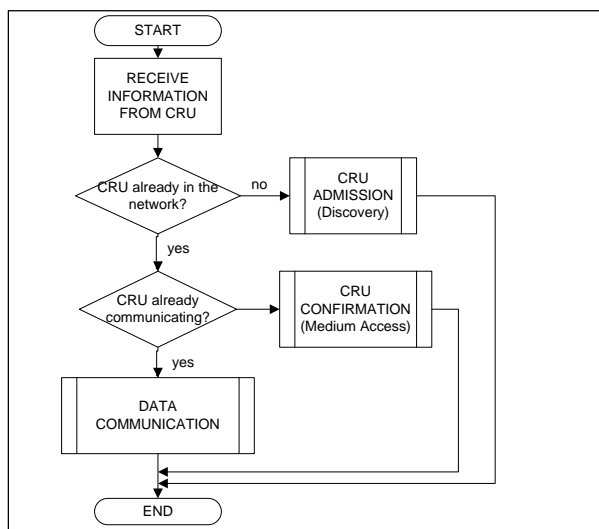 START
RECEIVE
INFORMATION
FROM CRU
CRU already in the
network?
no
CRU
ADMISSION
(Discovery)
yes
CRU already
communicating?
CRU
CONFIRMATION
(Medium Access)
yes
DATA
COMMUNICATION
END